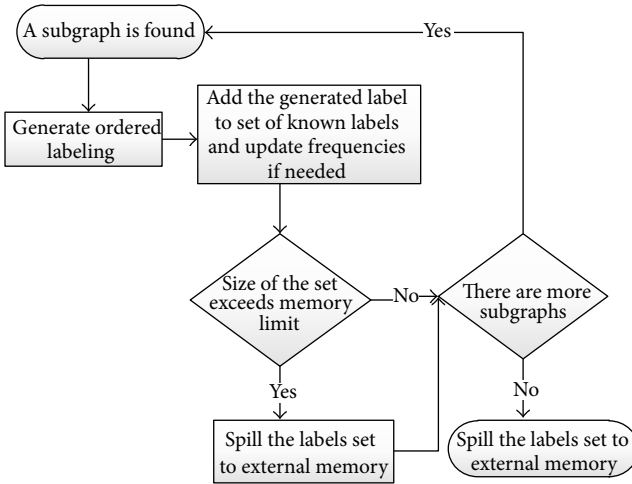 A subgraph is found
Yes
Generate ordered
labeling
Add the generated label
to set of known labels
and update frequencies
if needed
Size of the set
exceeds memory
limit
No
There are more
subgraphs
Yes
No
Spill the labels set
to external memory
Spill the labels set to
external memory